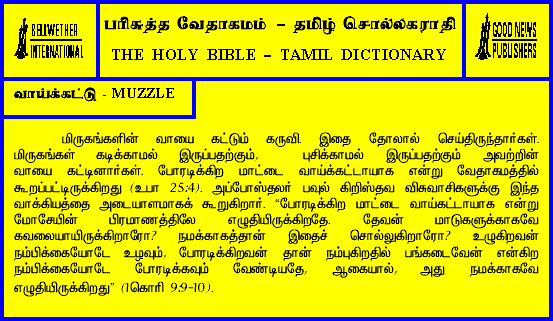 BELLWETHER
INTERNATIONAL
பரிசுத்த வேதாகமம் – தமிழ் சொல்லகராதி
THE HOLY BIBLE – TAMIL DICTIONARY
GOOD NEWS
PUBLISHERS
வாய்க்கட்டு - MUZZLE
மிருகங்களின் வாயை கட்டும் கருவி. இதை தோலால் செய்திருந்தார்கள்.
மிருகங்கள் கடிக்காமல் இருப்பதற்கும், புசிக்காமல் இருப்பதற்கும் அவற்றின்
வாயை கட்டினார்கள். போரடிக்கிற மாட்டை வாய்க்கட்டாயாக என்று வேதாகமத்தில்
கூறப்பட்டிருக்கிறது (உபா 25:4). அப்போஸ்தலர் பவுல் கிறிஸ்தவ விசுவாசிகளுக்கு இந்த
வாக்கியத்தை அடையாளமாகக் கூறுகிறார். “போரடிக்கிற மாட்டை வாய்கட்டாயாக என்று
மோசேயின் பிரமாணத்திலே எழுதியிருக்கிறதே. தேவன் மாடுகளுக்காகவே
கவலையாயிருக்கிறாரோ? நமக்காகத்தான் இதைச் சொல்லுகிறாரோ? உழுகிறவன்
நம்பிக்கையோடே உழவும், போரடிக்கிறவன் தான் நம்புகிறதில் பங்கடைவேன் என்கிற
நம்பிக்கையோடே போரடிக்கவும் வேண்டியதே, ஆகையால், அது நமக்காகவே
எழுதியிருக்கிறது” (1கொரி 9:9-10).